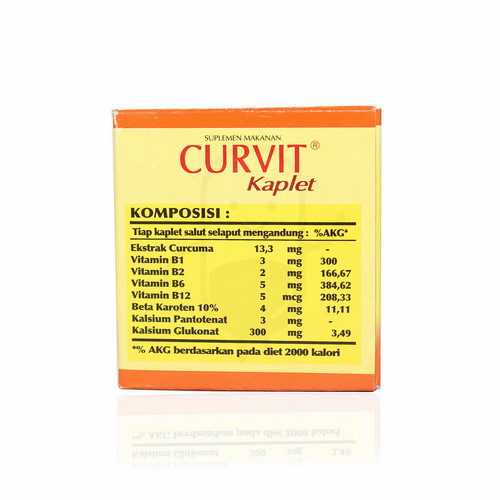 SUPLEMEN MAKANAN
CURVIT®
Kaplet
KOMPOSISI :
Tiap kaplet salut selaput mengandung : %AKG*
Ekstrak Curcuma 13,3 mg -
Vitamin B1 3 mg 300
Vitamin B2 2 mg 166,67
Vitamin B6 5 mg 384,62
Vitamin B12 5 mcg 208,33
Beta Karoten 10% 4 mg 11,11
Kalsium Pantotenat 3 mg -
Kalsium Glukonat 300 mg 3,49
*% AKG berdasarkan pada diet 2000 kalori